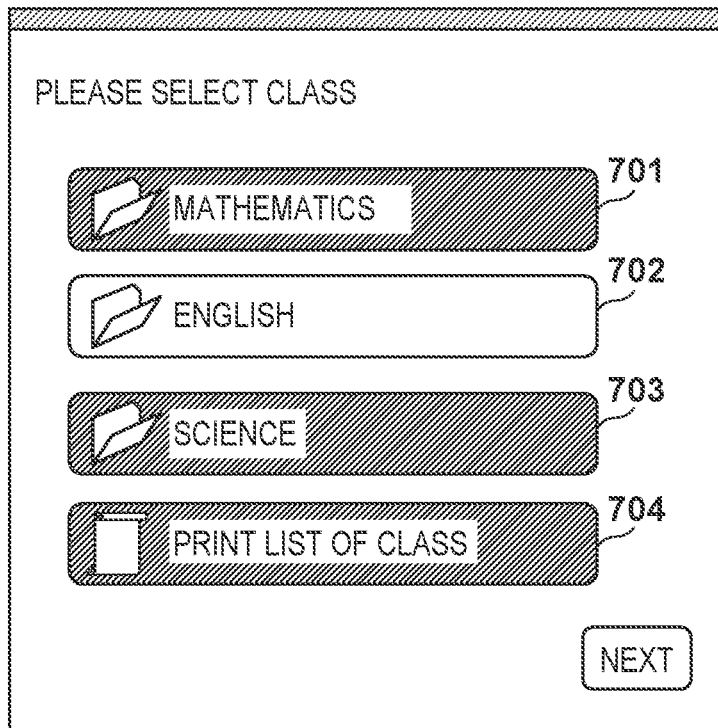 PLEASE SELECT CLASS
701
MATHEMATICS
702
ENGLISH
703
SCIENCE
704
PRINT LIST OF CLASS
NEXT